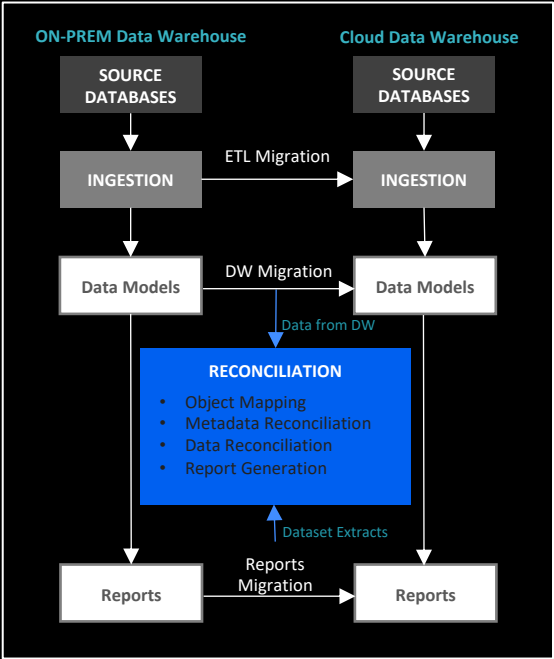 ON-PREM Data Warehouse
Cloud Data Warehouse
SOURCE
DATABASES
SOURCE
DATABASES
ETL Migration
INGESTION
INGESTION
DW Migration
Data Models
Data Models
Data from DW
RECONCILIATION
• Object Mapping
• Metadata Reconciliation
• Data Reconciliation
• Report Generation
Dataset Extracts
Reports
Migration
Reports
Reports